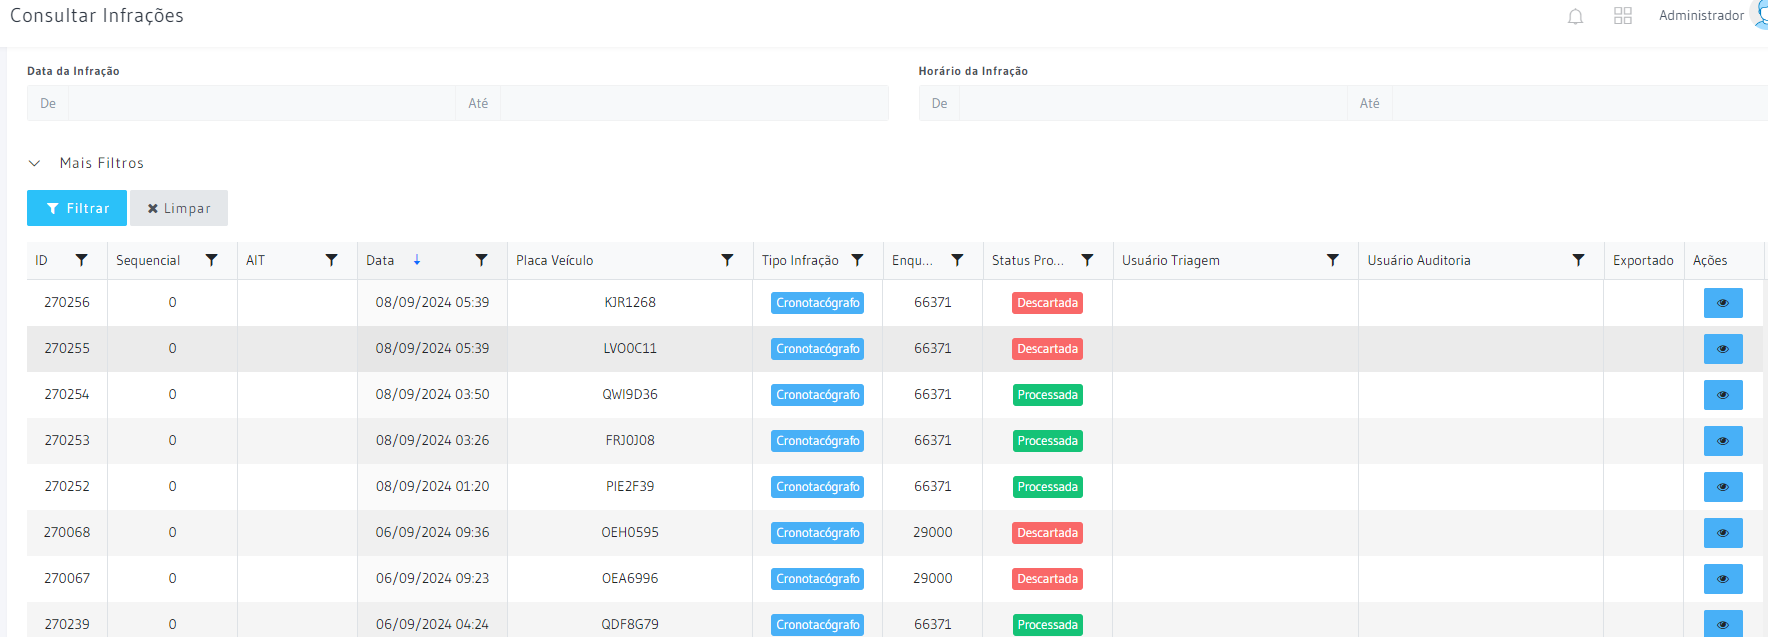 Consultar Infrações
Administrador
Data da Infração Horário da Infração
De Até De Até
Mais Filtros
Filtrar Limpar
ID Sequencial AIT Data Placa Veículo Tipo Infração Enqu... Status Pro... Usuário Triagem Usuário Auditoria Exportado Ações
270256 0 08/09/2024 05:39 KJR1268 Cronotacógrafo 66371 Descartada
270255 0 08/09/2024 05:39 LVO0C11 Cronotacógrafo 66371 Descartada
270254 0 08/09/2024 03:50 QWI9D36 Cronotacógrafo 66371 Processada
270253 0 08/09/2024 03:26 FRJ0J08 Cronotacógrafo 66371 Processada
270252 0 08/09/2024 01:20 PIE2F39 Cronotacógrafo 66371 Processada
270068 0 06/09/2024 09:36 OEH0595 Cronotacógrafo 29000 Descartada
270067 0 06/09/2024 09:23 OEA6996 Cronotacógrafo 29000 Descartada
270239 0 06/09/2024 04:24 QDF8G79 Cronotacógrafo 66371 Processada